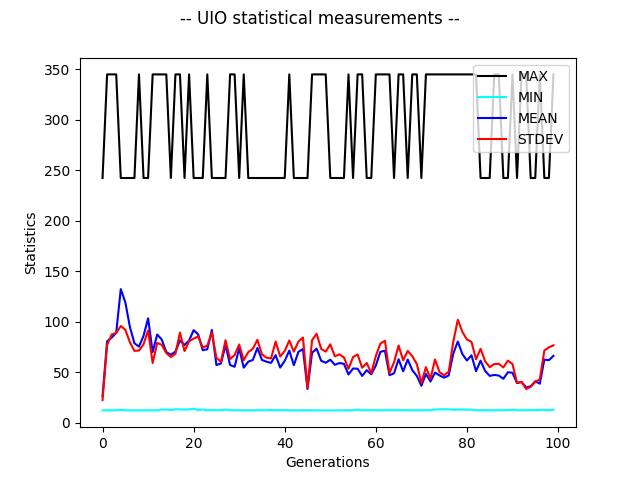 -- UIO statistical measurements --
350
300
250
200
150
100
50
0
Statistics
MAX
MIN
MEAN
STDEV
0 20 40 60 80 100
Generations